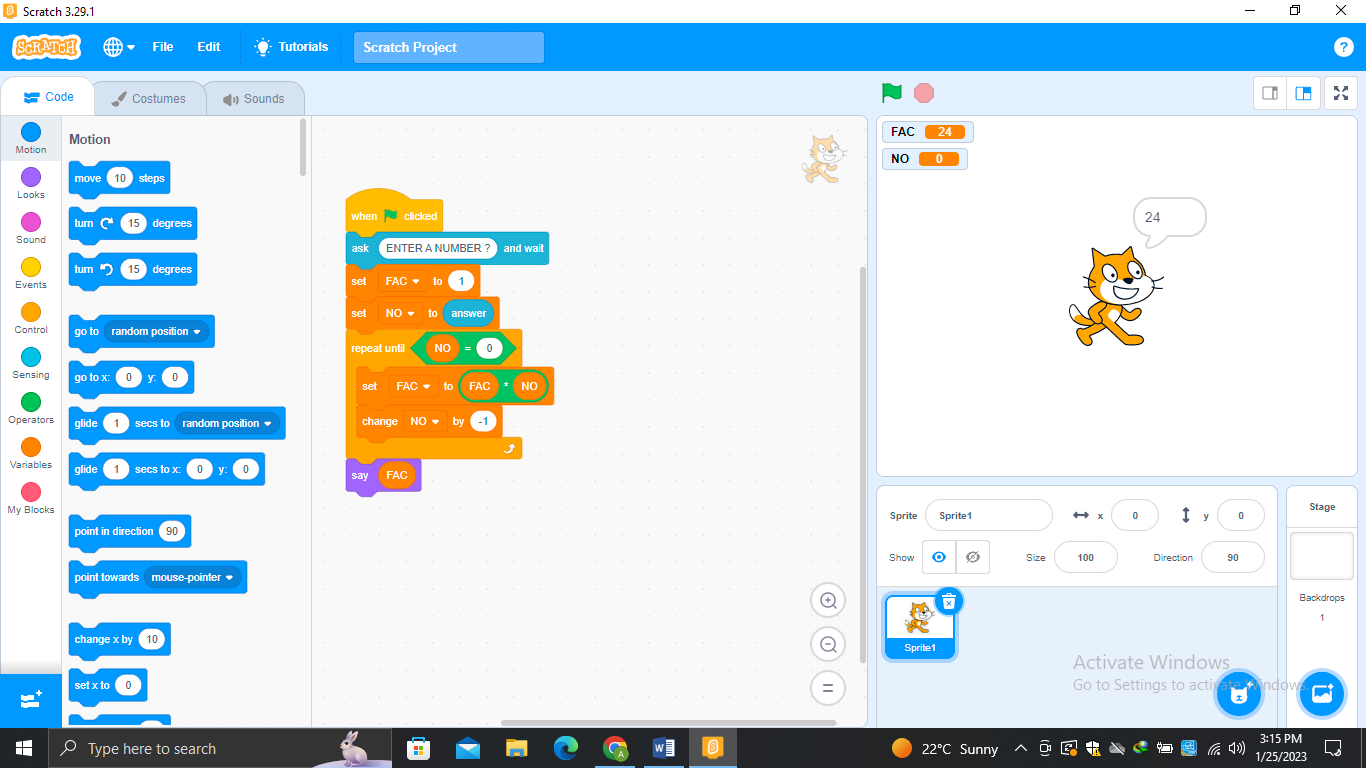 Scratch 3.29.1
SCRATCH
File Edit Tutorials Scratch Project ?
Code Costumes Sounds
Motion
Looks
Sound
Events
Control
Sensing
Operators
Variables
My Blocks
Motion
move 10 steps
turn 15 degrees
turn 15 degrees
go to random position
go to x: 0 y: 0
glide 1 secs to random position
glide 1 secs to x: 0 y: 0
point in direction 90
point towards mouse-pointer
change x by 10
set x to 0
when clicked
ask ENTER A NUMBER ? and wait
set FAC to 1
set NO to answer
repeat until NO = 0
set FAC to FAC * NO
change NO by -1
say FAC
FAC 24
NO 0
24
Sprite Sprite1 x 0 y 0
Show Size 100 Direction 90
Sprite1
Stage
Backdrops
1
Activate Windows
Go to Settings to activate Windows.
Type here to search
22°C Sunny
3:15 PM
1/25/2023